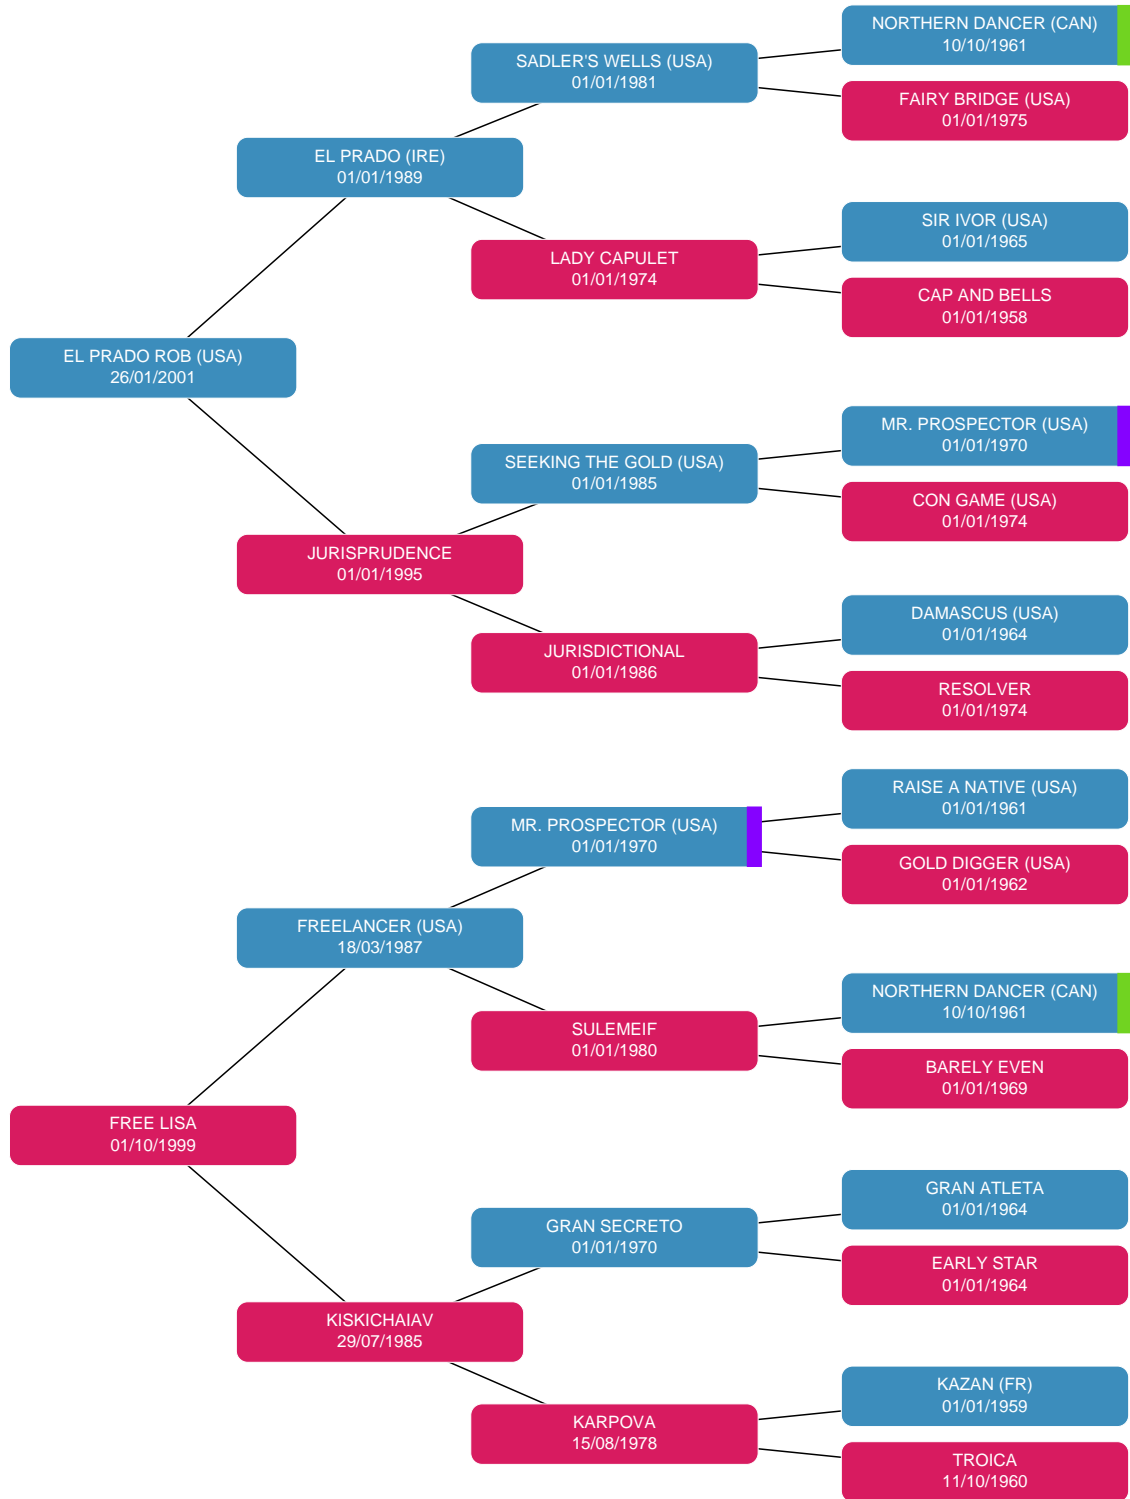 NORTHERN DANCER (CAN)
10/10/1961
SADLER'S WELLS (USA)
01/01/1981
FAIRY BRIDGE (USA)
01/01/1975
EL PRADO (IRE)
01/01/1989
SIR IVOR (USA)
01/01/1965
LADY CAPULET
01/01/1974
CAP AND BELLS
01/01/1958
EL PRADO ROB (USA)
26/01/2001
MR. PROSPECTOR (USA)
01/01/1970
SEEKING THE GOLD (USA)
01/01/1985
CON GAME (USA)
01/01/1974
JURISPRUDENCE
01/01/1995
DAMASCUS (USA)
01/01/1964
JURISDICTIONAL
01/01/1986
RESOLVER
01/01/1974
RAISE A NATIVE (USA)
01/01/1961
MR. PROSPECTOR (USA)
01/01/1970
GOLD DIGGER (USA)
01/01/1962
FREELANCER (USA)
18/03/1987
NORTHERN DANCER (CAN)
10/10/1961
SULEMEIF
01/01/1980
BARELY EVEN
01/01/1969
FREE LISA
01/10/1999
GRAN ATLETA
01/01/1964
GRAN SECRETO
01/01/1970
EARLY STAR
01/01/1964
KISKICHAIAV
29/07/1985
KAZAN (FR)
01/01/1959
KARPOVA
15/08/1978
TROICA
11/10/1960